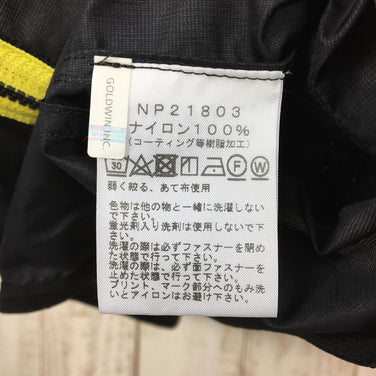 GOLDWIN INC.
NP21803
ナイロン100%
(コーティング等樹脂加工)
30 F W
弱く絞る、あて布使用
色物は他の物と一緒に洗濯しない
で下さい。
蛍光剤入り洗剤は使用しないで下
さい。
洗濯の際は必ずファスナーを閉め
た状態で行って下さい。
洗濯の際は必ず面ファスナーを
止めた状態で行って下さい。
プリント、マーク部分へのもみ洗
いとアイロンはお避け下さい。